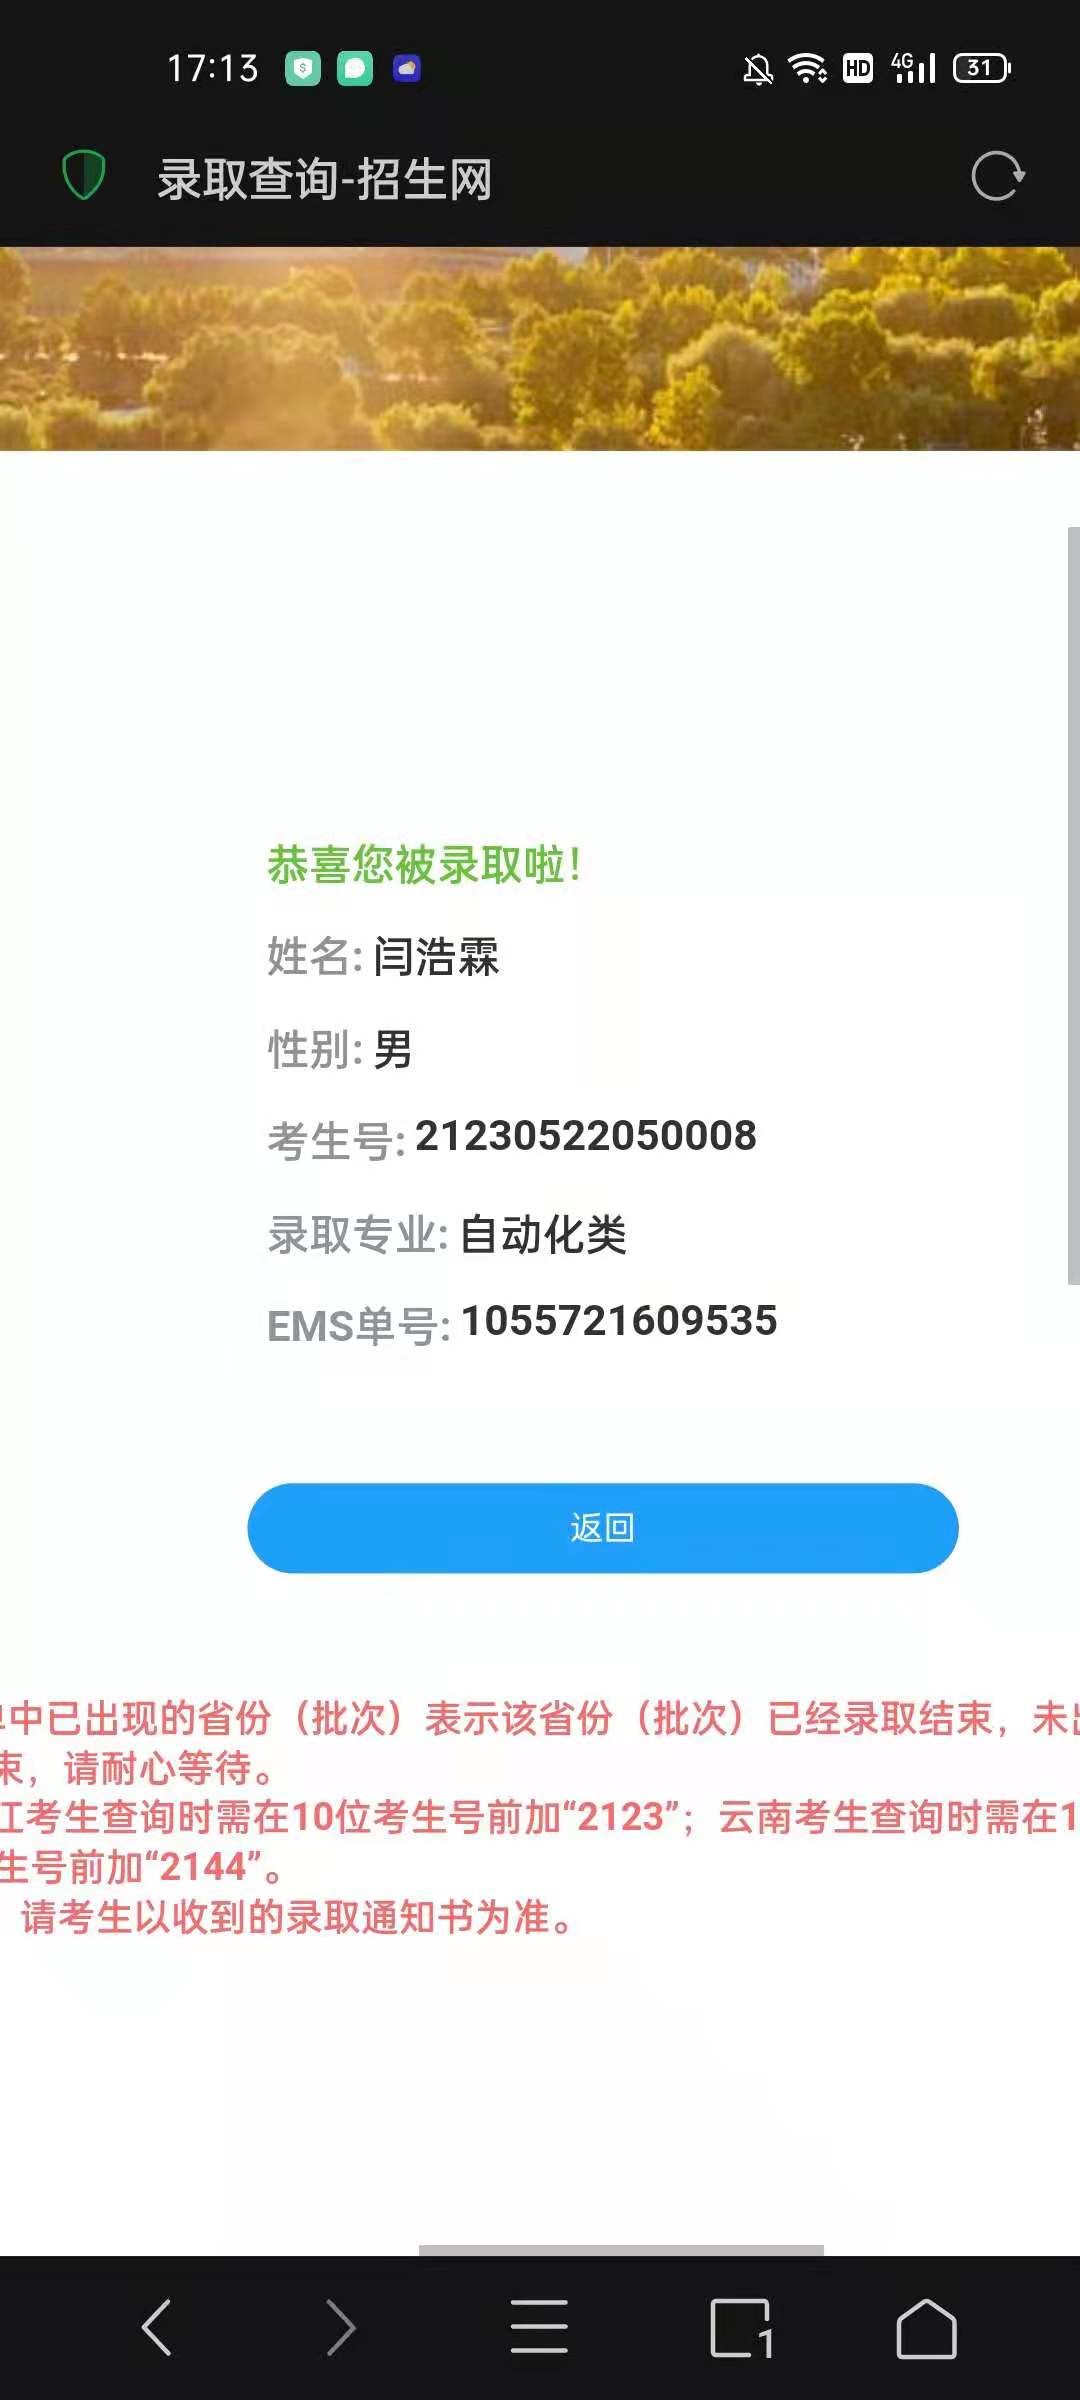 17:13
HD
4G
31
录取查询-招生网
恭喜您被录取啦!
姓名: 闫浩霖
性别: 男
考生号: 21230522050008
录取专业: 自动化类
EMS单号: 1055721609535
返回
中已出现的省份（批次）表示该省份（批次）已经录取结束，未
束，请耐心等待。
江考生查询时需在10位考生号前加“2123”；云南考生查询时需在1
生号前加“2144”。
请考生以收到的录取通知书为准。
1